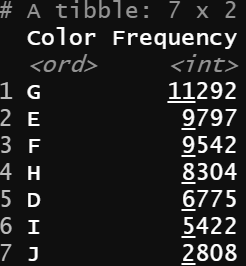 # A tibble: 7 x 2
Color Frequency
<ord> <int>
1 G 11292
2 E 9797
3 F 9542
4 H 8304
5 D 6775
6 I 5422
7 J 2808